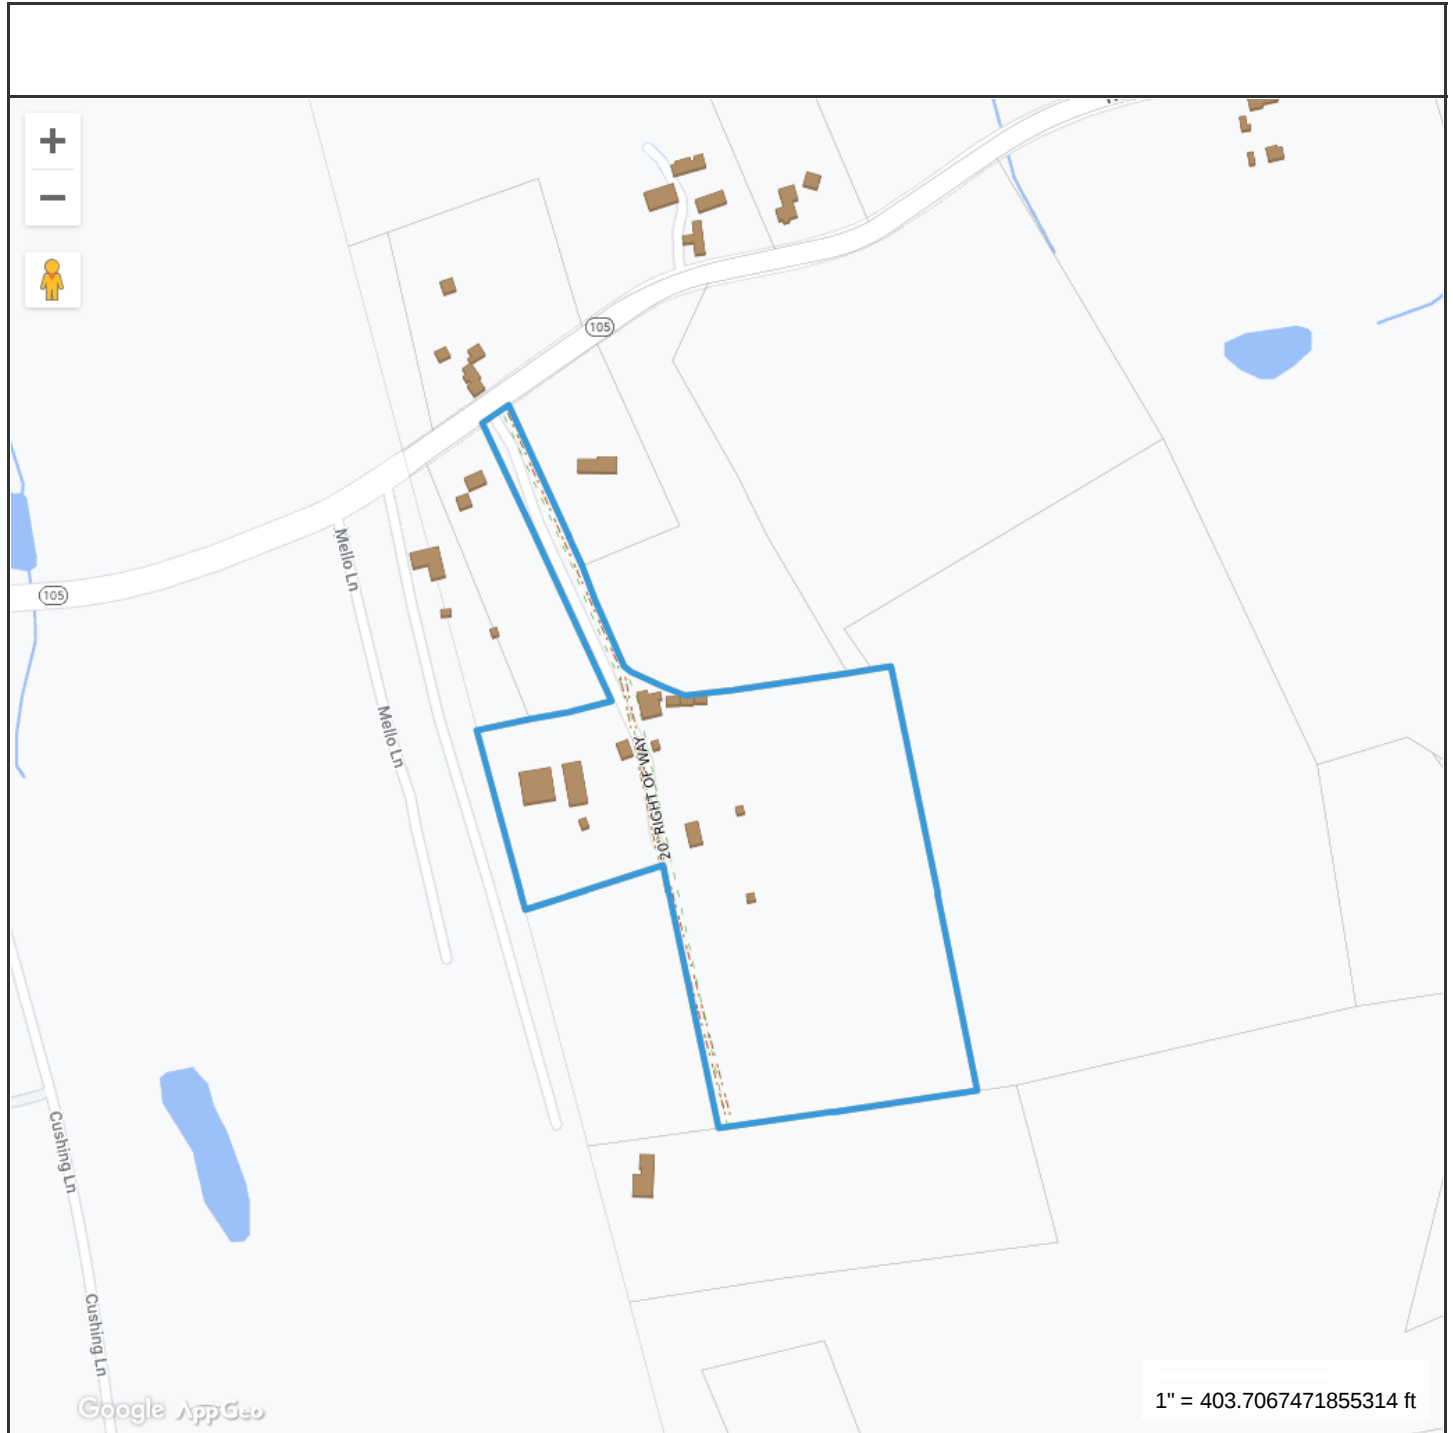 +
−
105
105
Mello Ln
Mello Ln
20' RIGHT OF WAY
Cushing Ln
Cushing Ln
Google AppGeo
1" = 403.7067471855314 ft